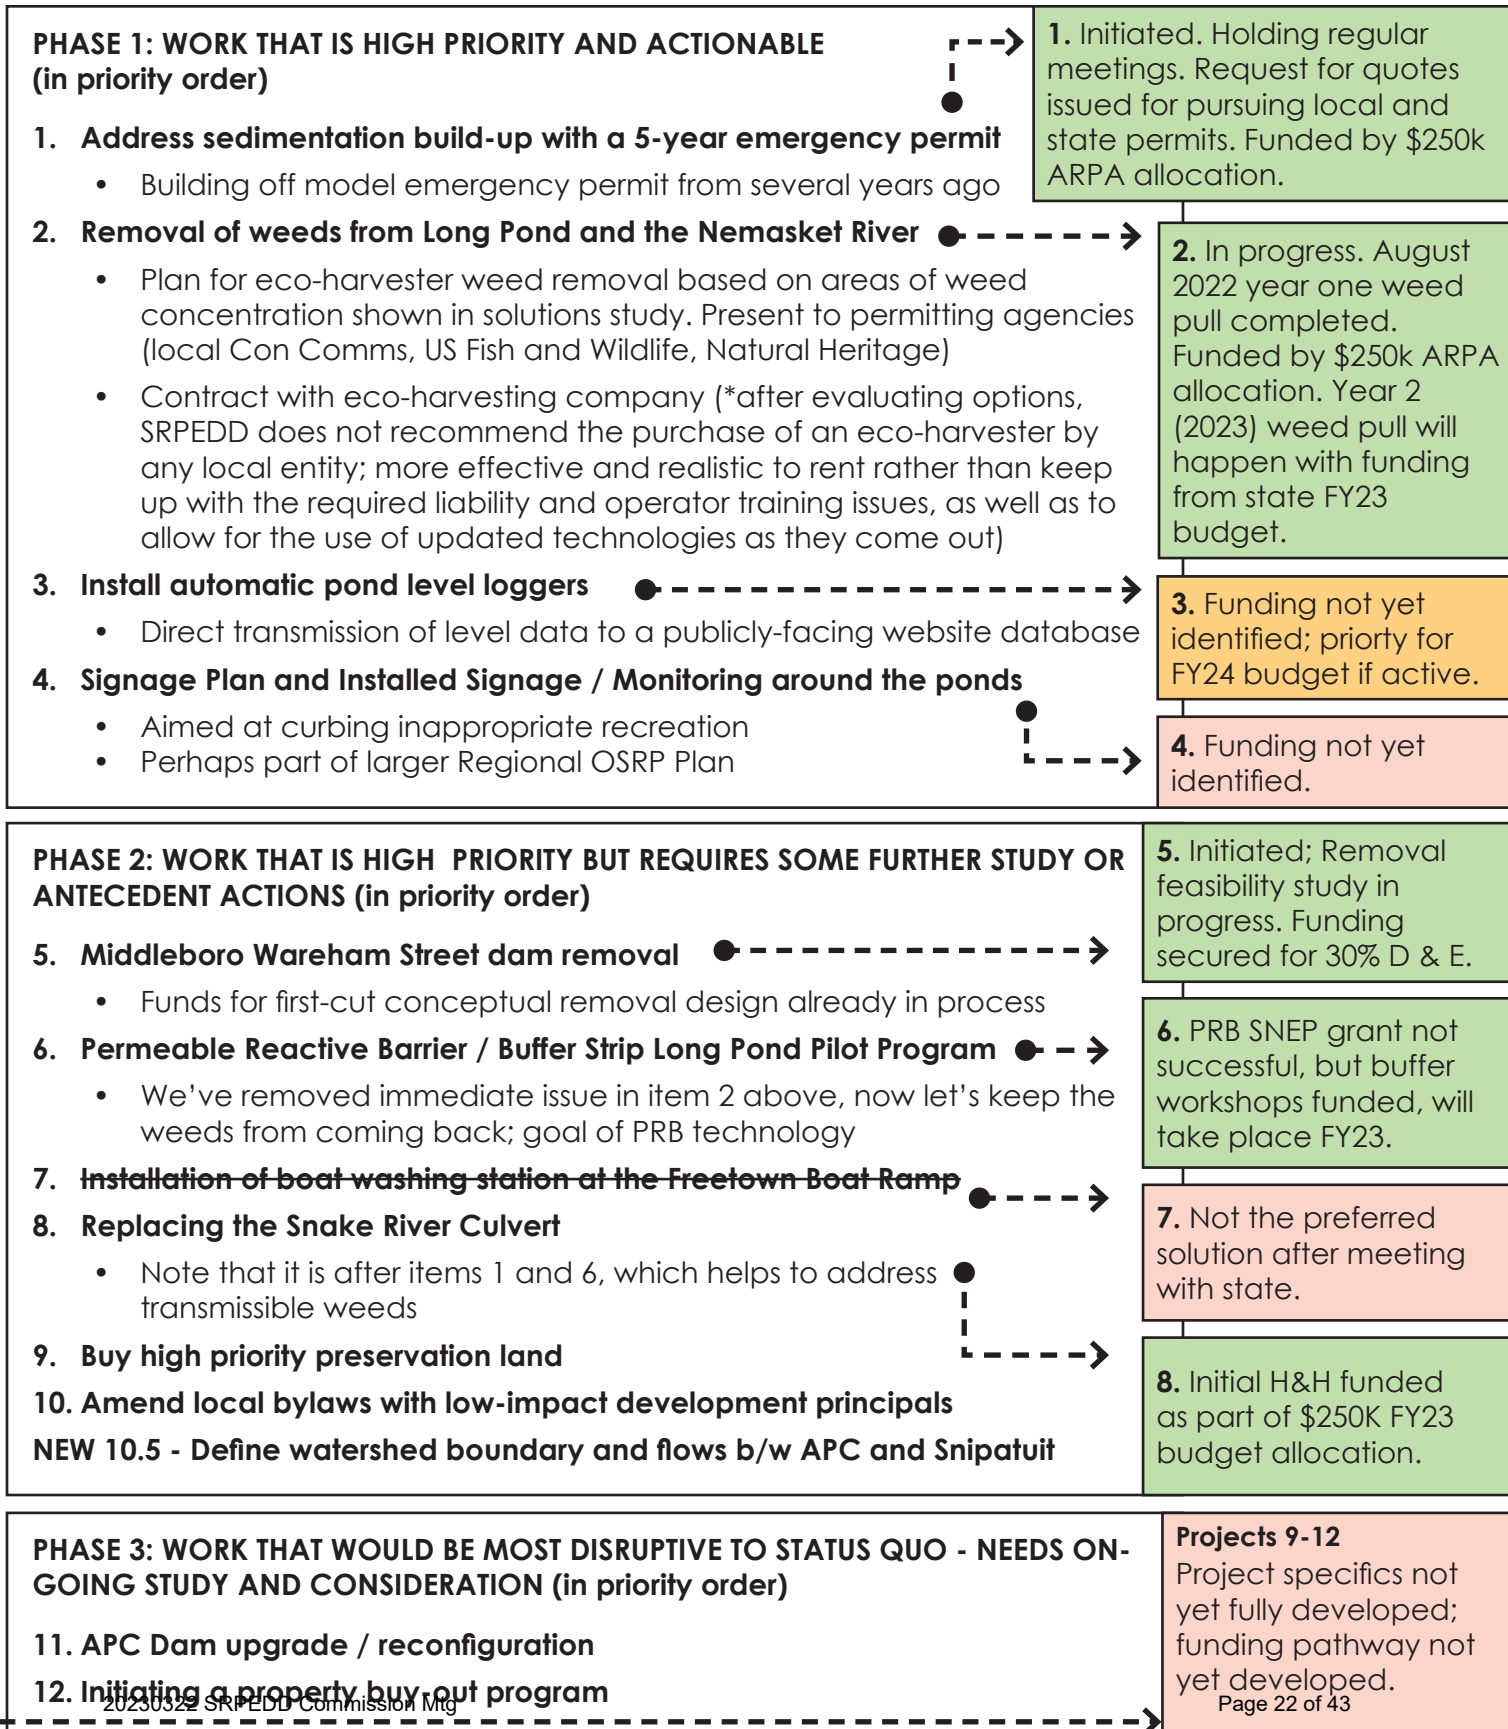 PHASE 1: WORK THAT IS HIGH PRIORITY AND ACTIONABLE
(in priority order)
1. Address sedimentation build-up with a 5-year emergency permit
• Building off model emergency permit from several years ago
2. Removal of weeds from Long Pond and the Nemasket River
• Plan for eco-harvester weed removal based on areas of weed
concentration shown in solutions study. Present to permitting agencies
(local Con Comms, US Fish and Wildlife, Natural Heritage)
• Contract with eco-harvesting company (*after evaluating options,
SRPEDD does not recommend the purchase of an eco-harvester by
any local entity; more effective and realistic to rent rather than keep
up with the required liability and operator training issues, as well as to
allow for the use of updated technologies as they come out)
3. Install automatic pond level loggers
• Direct transmission of level data to a publicly-facing website database
4. Signage Plan and Installed Signage / Monitoring around the ponds
• Aimed at curbing inappropriate recreation
• Perhaps part of larger Regional OSRP Plan
1. Initiated. Holding regular
meetings. Request for quotes
issued for pursuing local and
state permits. Funded by $250k
ARPA allocation.
2. In progress. August
2022 year one weed
pull completed.
Funded by $250k ARPA
allocation. Year 2
(2023) weed pull will
happen with funding
from state FY23
budget.
3. Funding not yet
identified; priorty for
FY24 budget if active.
4. Funding not yet
identified.
PHASE 2: WORK THAT IS HIGH PRIORITY BUT REQUIRES SOME FURTHER STUDY OR
ANTECEDENT ACTIONS (in priority order)
5. Middleboro Wareham Street dam removal
• Funds for first-cut conceptual removal design already in process
6. Permeable Reactive Barrier / Buffer Strip Long Pond Pilot Program
• We've removed immediate issue in item 2 above, now let's keep the
weeds from coming back; goal of PRB technology
7. Installation of boat washing station at the Freetown Boat Ramp
8. Replacing the Snake River Culvert
• Note that it is after items 1 and 6, which helps to address
transmissible weeds
9. Buy high priority preservation land
10. Amend local bylaws with low-impact development principals
NEW 10.5 - Define watershed boundary and flows b/w APC and Snipatuit
5. Initiated; Removal
feasibility study in
progress. Funding
secured for 30% D & E.
6. PRB SNEP grant not
successful, but buffer
workshops funded, will
take place FY23.
7. Not the preferred
solution after meeting
with state.
8. Initial H&H funded
as part of $250K FY23
budget allocation.
PHASE 3: WORK THAT WOULD BE MOST DISRUPTIVE TO STATUS QUO - NEEDS ON-
GOING STUDY AND CONSIDERATION (in priority order)
11. APC Dam upgrade / reconfiguration
12. Initiating a property buy-out program
Projects 9-12
Project specifics not
yet fully developed;
funding pathway not
yet developed.
20230322 SRPEDD Commission Mtg
Page 22 of 43